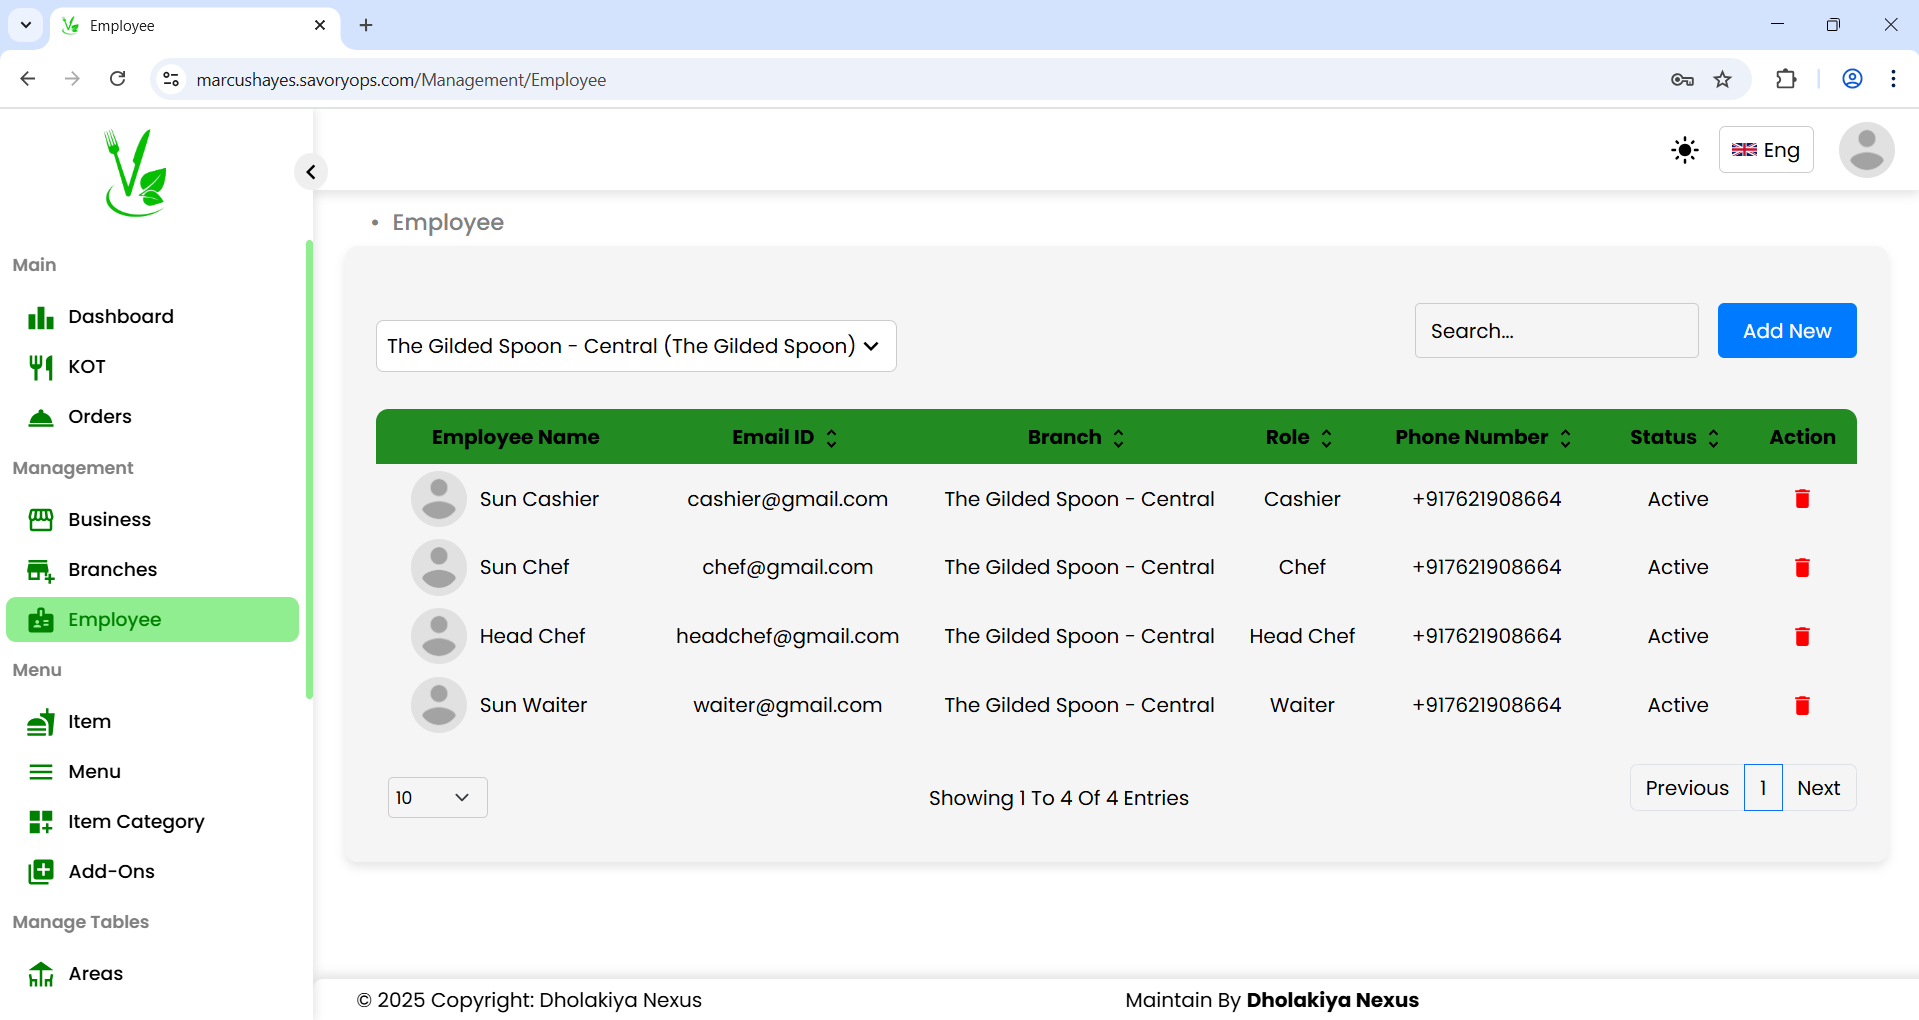 Employee
marcushayes.savoryops.com/Management/Employee
Eng
Main
Dashboard
KOT
Orders
Management
Business
Branches
Employee
Menu
Item
Menu
Item Category
Add-Ons
Manage Tables
Areas
• Employee
The Gilded Spoon - Central (The Gilded Spoon)
Search...
Add New
Employee Name Email ID Branch Role Phone Number Status Action
Sun Cashier cashier@gmail.com The Gilded Spoon - Central Cashier +917621908664 Active
Sun Chef chef@gmail.com The Gilded Spoon - Central Chef +917621908664 Active
Head Chef headchef@gmail.com The Gilded Spoon - Central Head Chef +917621908664 Active
Sun Waiter waiter@gmail.com The Gilded Spoon - Central Waiter +917621908664 Active
10
Showing 1 To 4 Of 4 Entries
Previous 1 Next
© 2025 Copyright: Dholakiya Nexus
Maintain By Dholakiya Nexus